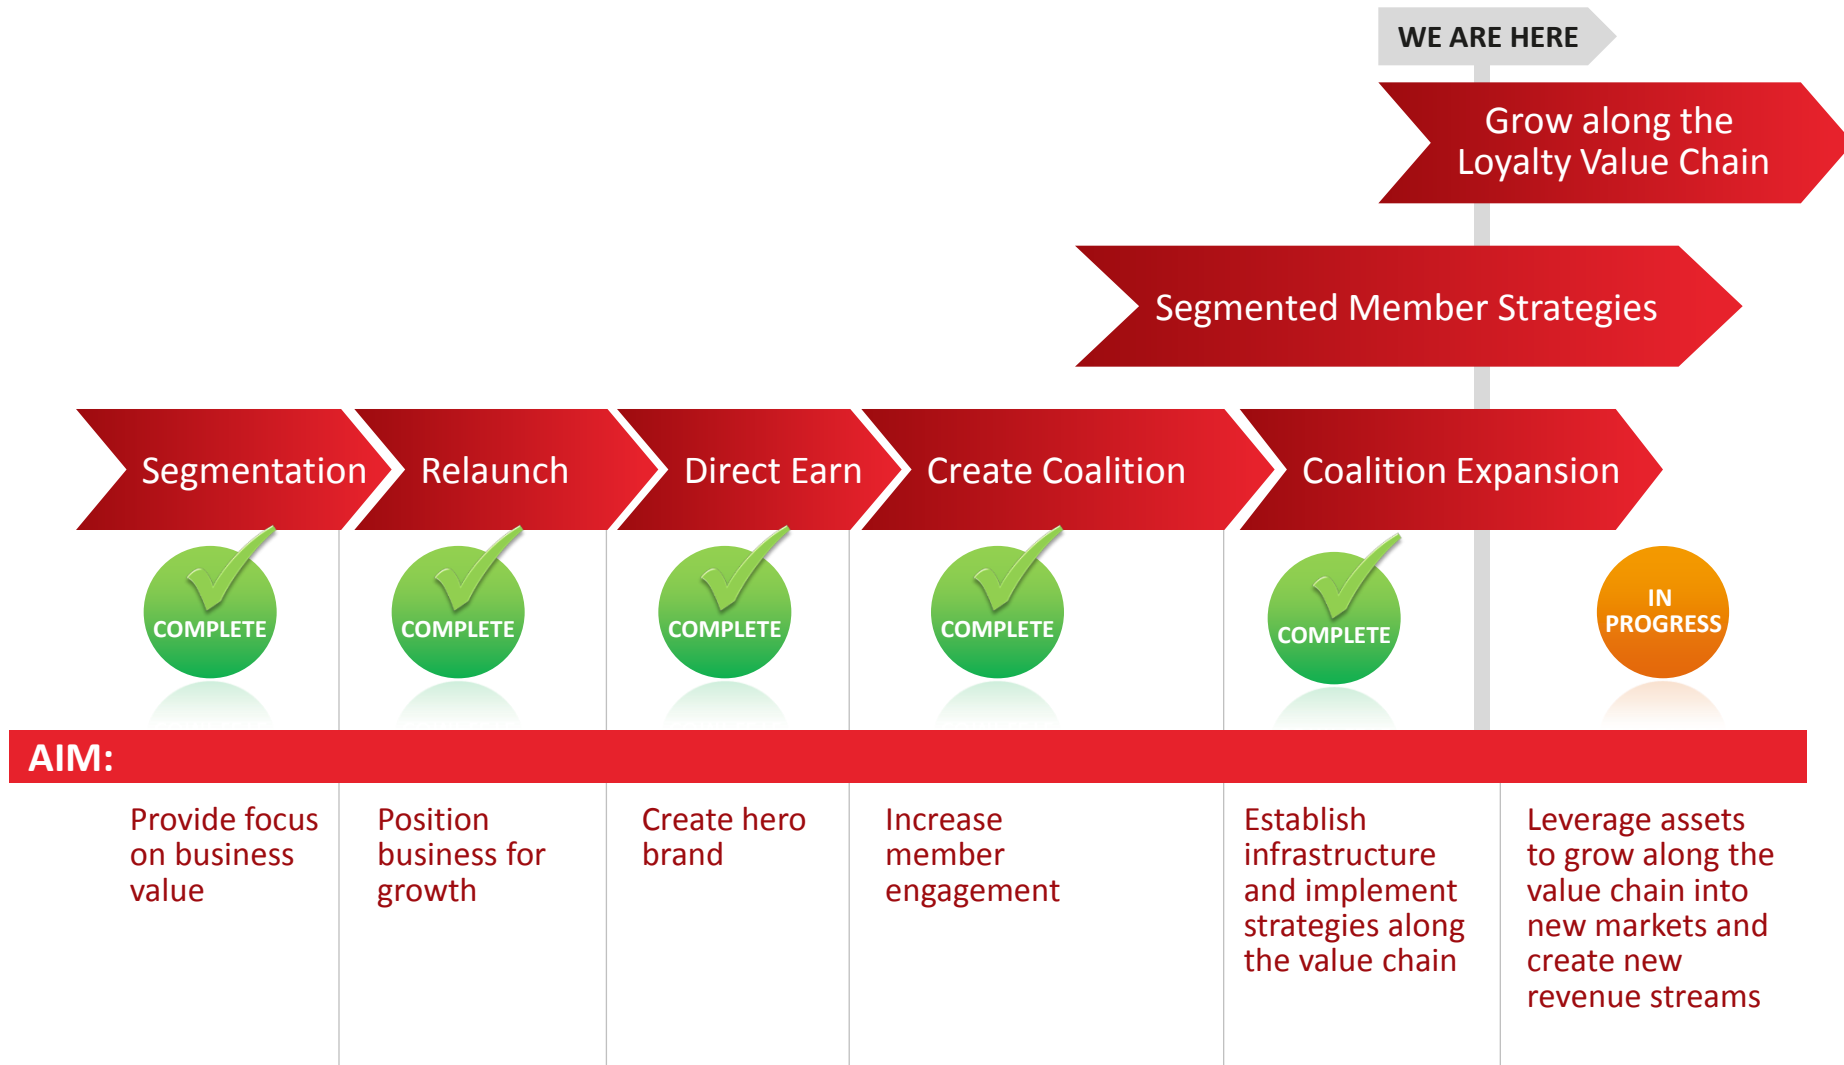 WE ARE HERE
Grow along the
Loyalty Value Chain
Segmented Member Strategies
Segmentation
Relaunch
Direct Earn
Create Coalition
Coalition Expansion
COMPLETE
COMPLETE
COMPLETE
COMPLETE
COMPLETE
IN
PROGRESS
AIM:
Provide focus
on business
value
Position
business for
growth
Create hero
brand
Increase
member
engagement
Establish
infrastructure
and implement
strategies along
the value chain
Leverage assets
to grow along the
value chain into
new markets and
create new
revenue streams